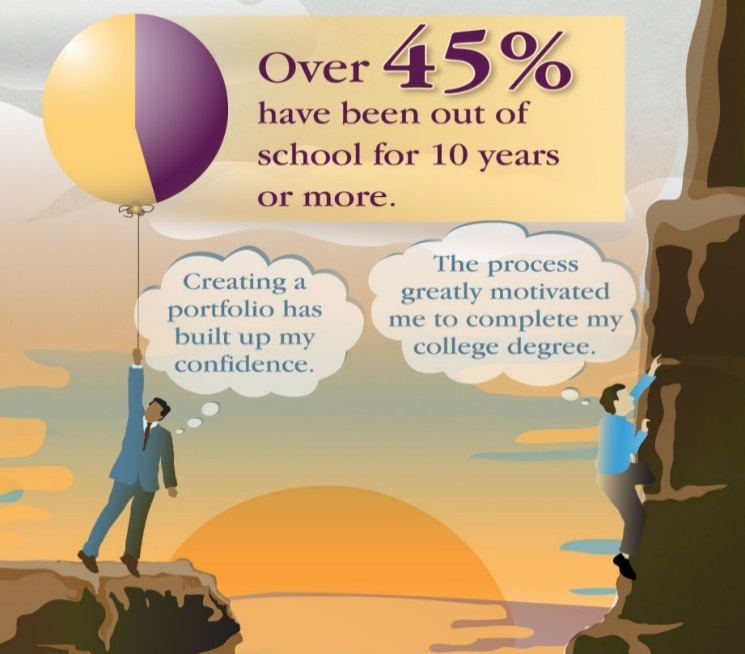 Over 45%
have been out of
school for 10 years
or more.
Creating a
portfolio has
built up my
confidence.
The process
greatly motivated
me to complete my
college degree.